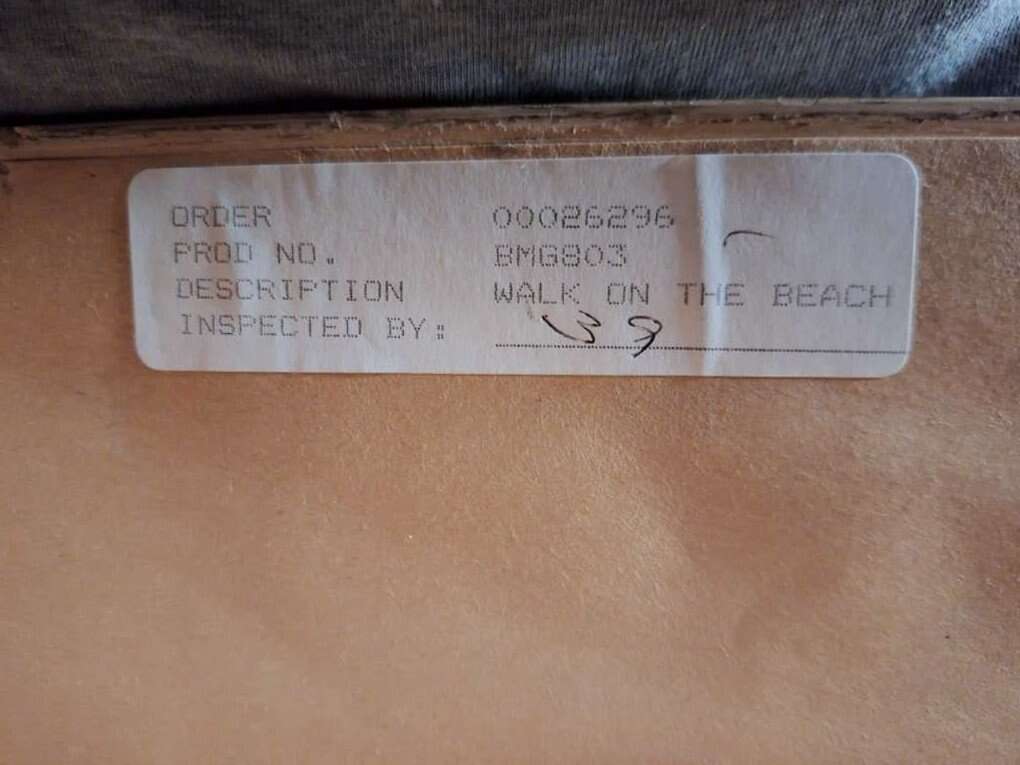 ORDER 00026296
PROD NO. BMG803
DESCRIPTION WALK ON THE BEACH
INSPECTED BY: 39